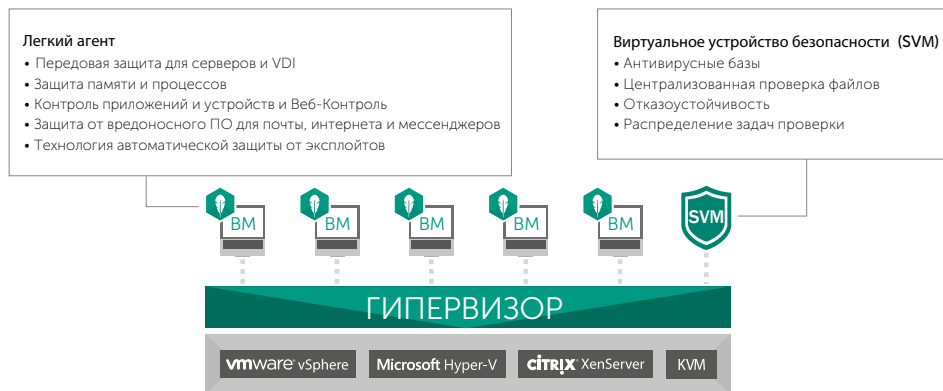 Легкий агент
• Передовая защита для серверов и VDI
• Защита памяти и процессов
• Контроль приложений и устройств и Веб-Контроль
• Защита от вредоносного ПО для почты, интернета и мессенджеров
• Технология автоматической защиты от эксплойтов
Виртуальное устройство безопасности (SVM)
• Антивирусные базы
• Централизованная проверка файлов
• Отказоустойчивость
• Распределение задач проверки
ВМ ВМ ВМ ВМ ВМ SVM
ГИПЕРВИЗОР
vmware vSphere Microsoft Hyper-V CİTRIX XenServer KVM